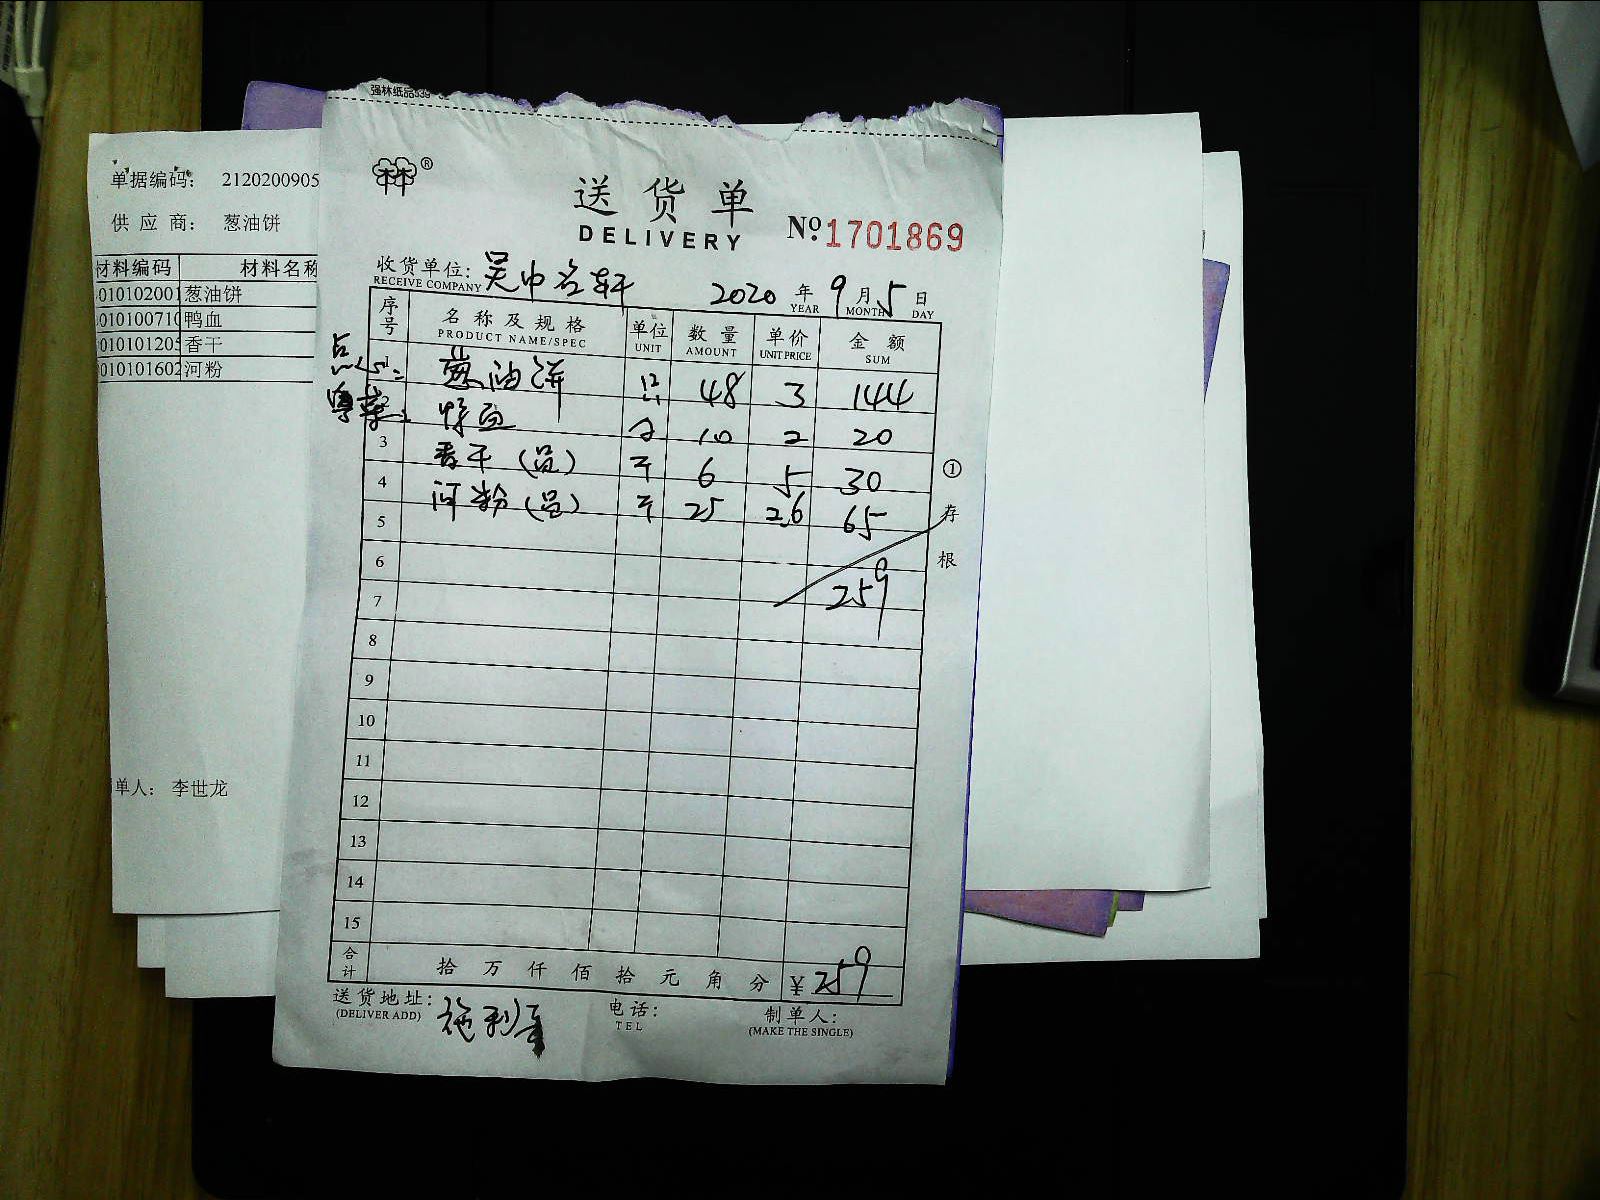 强林纸品539
单据编码： 2120200905
供 应 商： 葱油饼
材料编码 材料名称
010102001 葱油饼
010100710 鸭血
010101205 香干
010101602 河粉
单人： 李世龙
林®
送货单
DELIVERY
№ 1701869
收货单位: 吴中名轩
RECEIVE COMPANY
2020 年 9 月 5 日
YEAR MONTH DAY
序号 名称及规格 单位 数量 单价 金额
PRODUCT NAME/SPEC UNIT AMOUNT UNIT PRICE SUM
1 葱油饼 48 3 144
2 10 2 20
3 香干 6 5 30
4 河粉 25 2.6 65
5
6 259
7
8
9
10
11
12
13
14
15
合计 拾 万 仟 佰 拾 元 角 分 ¥259
送货地址: 电话: 制单人:
(DELIVER ADD) TEL (MAKE THE SINGLE)
①存根